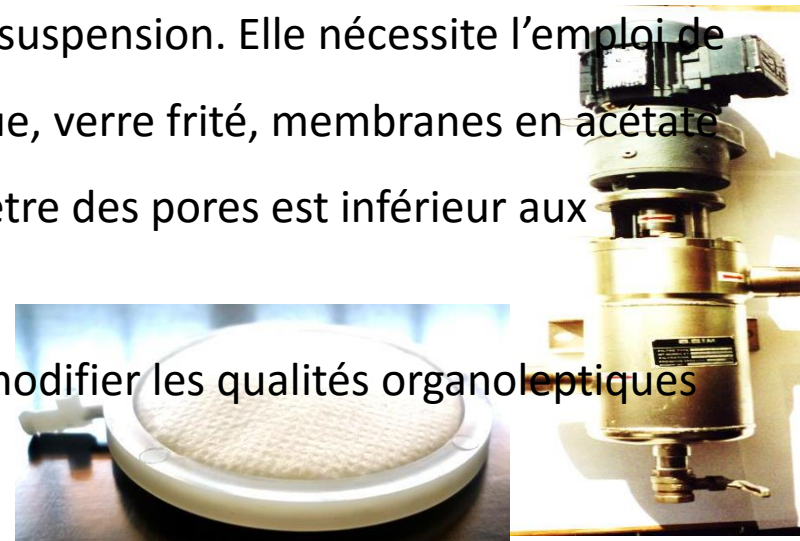 suspension. Elle nécessite l’emploi de
ue, verre frité, membranes en acétate
ètre des pores est inférieur aux
modifier les qualités organoleptiques